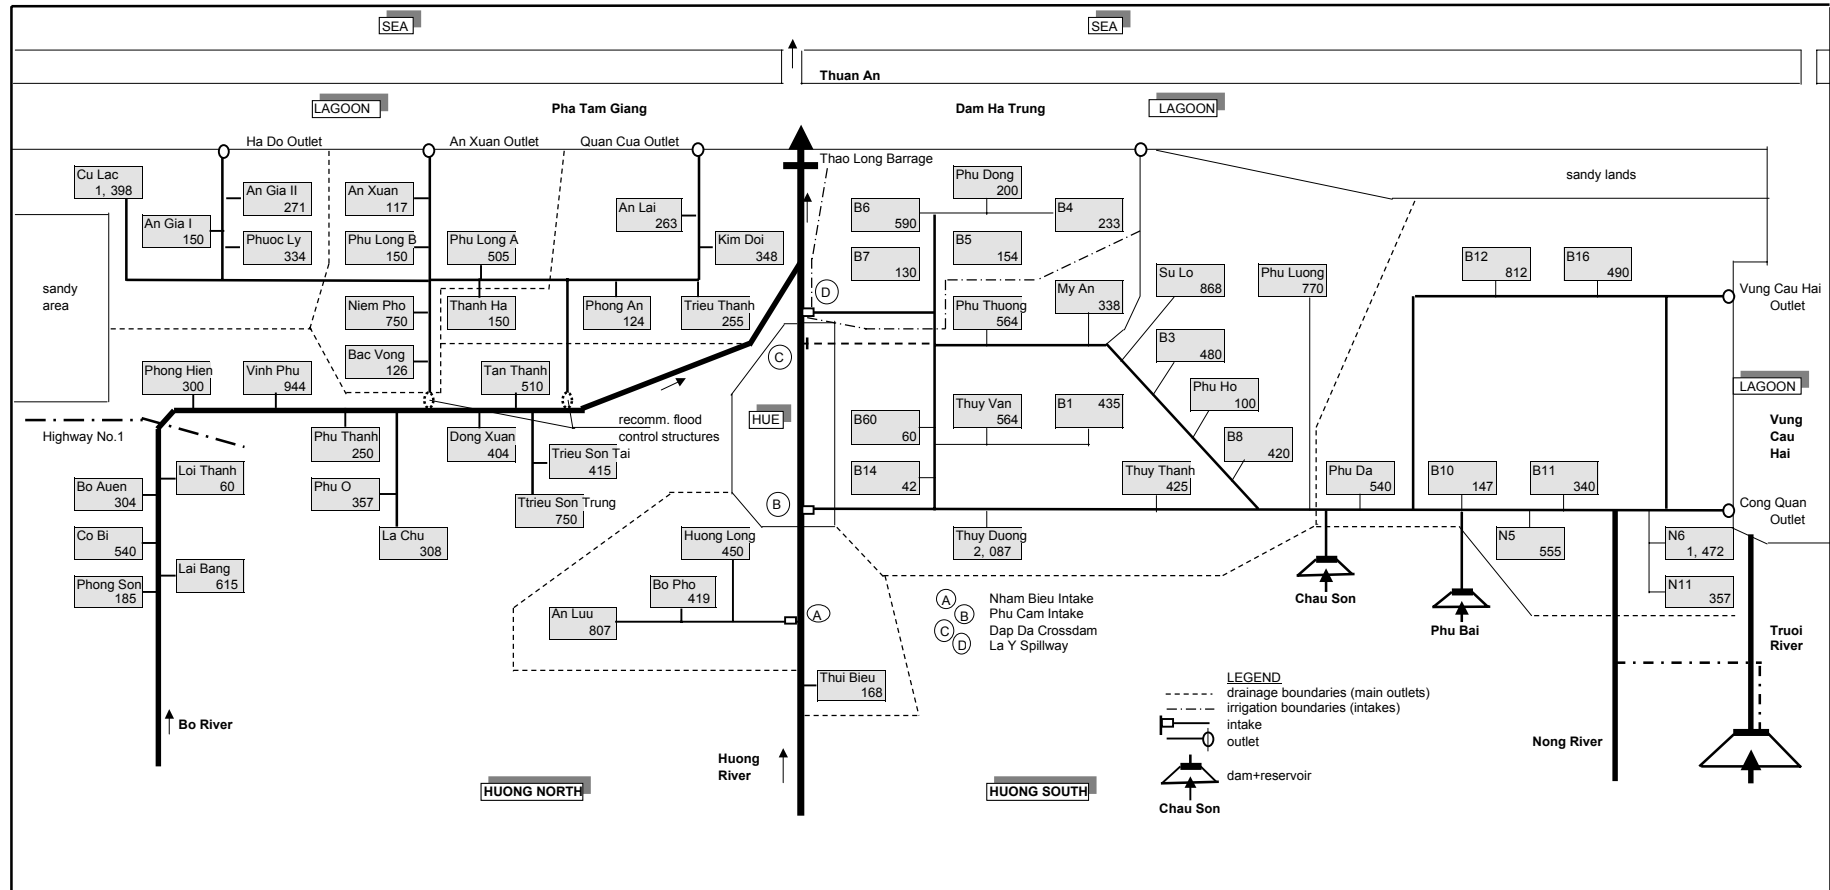 SEA
SEA
Thuan An
LAGOON
Pha Tam Giang
Dam Ha Trung
LAGOON
Ha Do Outlet
An Xuan Outlet
Quan Cua Outlet
Thao Long Barrage
sandy lands
Cu Lac
1, 398
An Gia II
271
An Xuan
117
An Lai
263
B6
590
Phu Dong
200
B4
233
An Gia I
150
Phuoc Ly
334
Phu Long B
150
Phu Long A
505
Kim Doi
348
B7
130
B5
154
Su Lo
868
Phu Luong
770
B12
812
B16
490
sandy
area
Niem Pho
750
Thanh Ha
150
Phong An
124
Trieu Thanh
255
D
Phu Thuong
564
My An
338
Vung Cau Hai
Outlet
Bac Vong
126
C
B3
480
Phong Hien
300
Vinh Phu
944
Tan Thanh
510
Phu Ho
100
LAGOON
Highway No.1
Phu Thanh
250
Dong Xuan
404
recomm. flood
control structures
HUE
B60
60
Thuy Van
564
B1 435
B8
420
Vung
Cau
Hai
Trieu Son Tai
415
Loi Thanh
60
Bo Auen
304
Phu O
357
Ttrieu Son Trung
750
B
B14
42
Thuy Thanh
425
Phu Da
540
B10
147
B11
340
Cong Quan
Outlet
Co Bi
540
La Chu
308
Huong Long
450
Thuy Duong
2, 087
N5
555
N6
1, 472
Lai Bang
615
Phong Son
185
Bo Pho
419
N11
357
An Luu
807
A
A Nham Bieu Intake
B Phu Cam Intake
C Dap Da Crossdam
D La Y Spillway
Chau Son
Phu Bai
Truoi
River
Thui Bieu
168
LEGEND
drainage boundaries (main outlets)
irrigation boundaries (intakes)
intake
outlet
dam+reservoir
Chau Son
Bo River
Nong River
Huong
River
HUONG NORTH
HUONG SOUTH